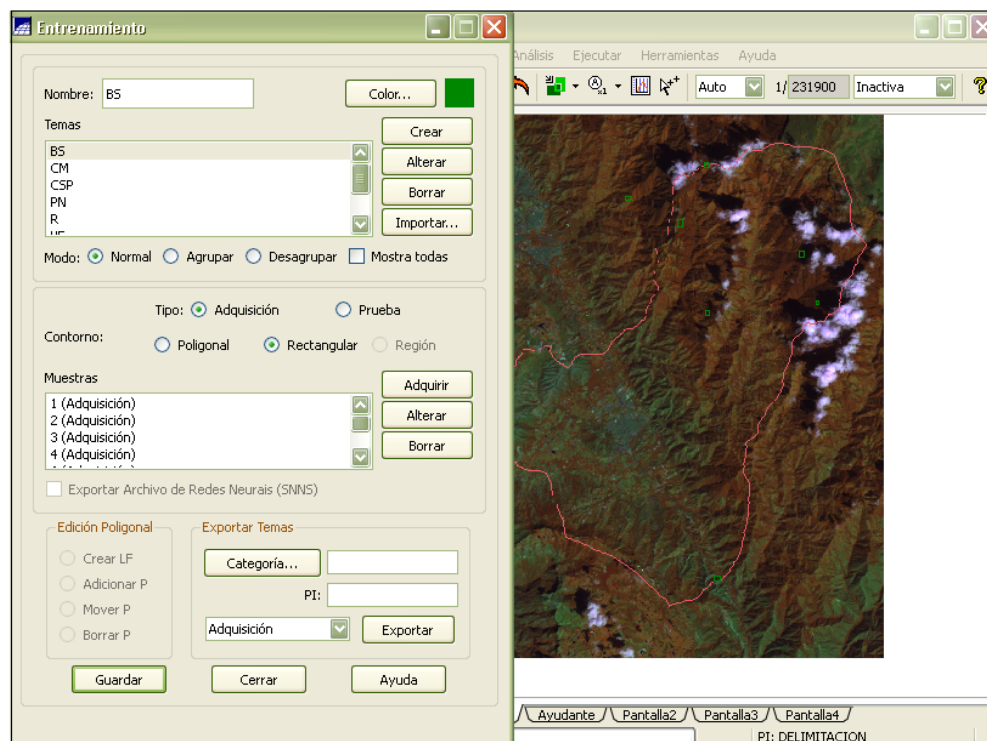 Entrenamiento
Nombre: BS Color...
Temas
BS
CM
CSP
PN
R
Crear
Alterar
Borrar
Importar...
Modo: Normal Agrupar Desagrupar Mostra todas
Tipo: Adquisición Prueba
Contorno: Poligonal Rectangular Región
Muestras
1 (Adquisición)
2 (Adquisición)
3 (Adquisición)
4 (Adquisición)
Adquirir
Alterar
Borrar
Exportar Archivo de Redes Neurais (SNNS)
Edición Poligonal
Crear LF
Adicionar P
Mover P
Borrar P
Exportar Temas
Categoría...
PI:
Adquisición Exportar
Guardar Cerrar Ayuda
Análisis Ejecutar Herramientas Ayuda
Auto 1/ 231900 Inactiva
Ayudante Pantalla2 Pantalla3 Pantalla4
PI: DELIMITACION